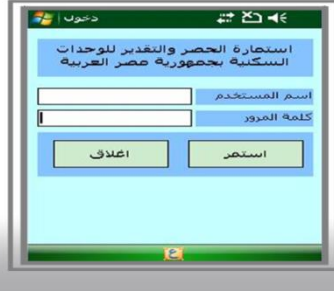 دخول
استمارة الحصر والتقدير للوحدات
السكنية بجمهورية مصر العربية
اسم المستخدم
كلمة المرور
استمر
اغلاق
ع